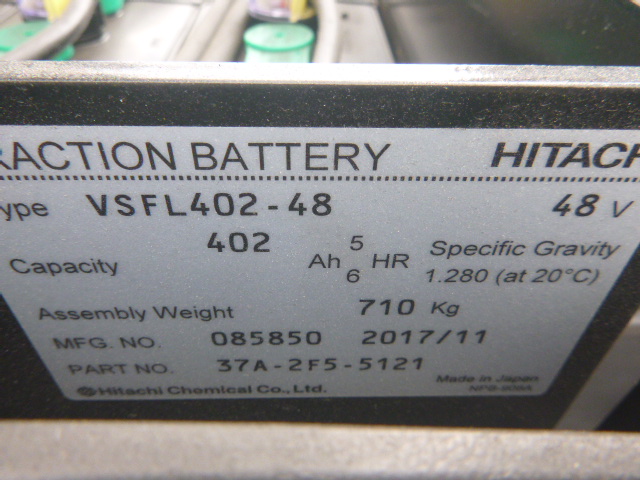 RACTION BATTERY HITACH
ype VSFL402-48 48 V
Capacity 402 Ah 5 6 HR Specific Gravity
1.280 (at 20°C)
Assembly Weight 710 Kg
MFG. NO. 085850 2017/11
PART NO. 37A-2F5-5121
Hitachi Chemical Co., Ltd. Made in Japan